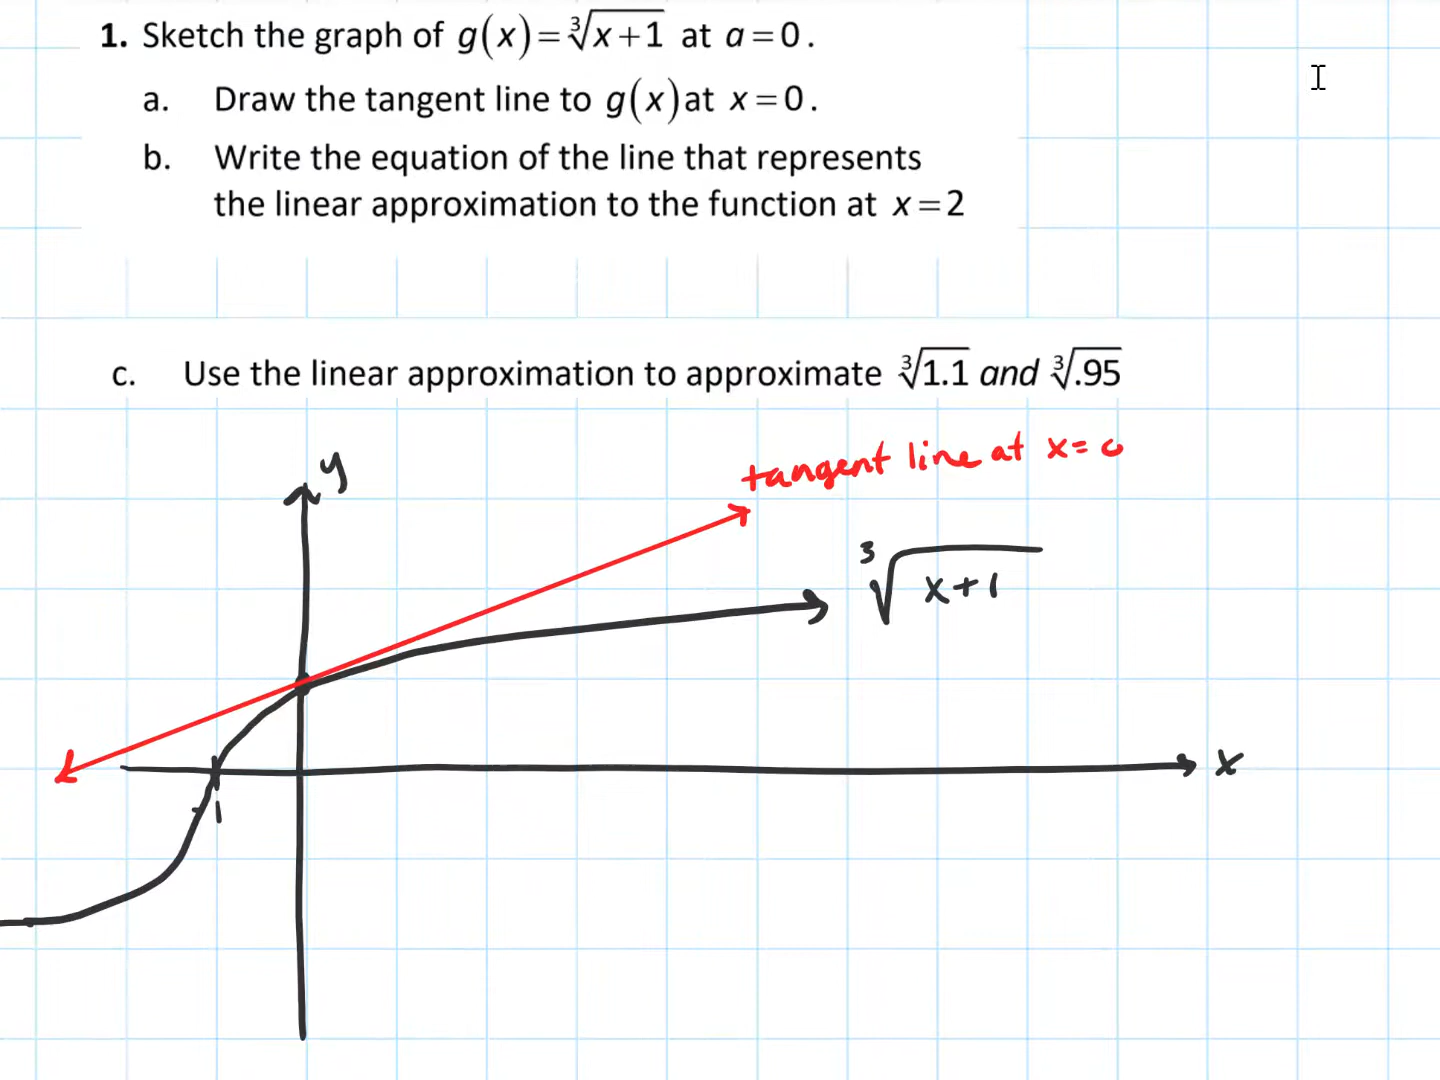 1. Sketch the graph of g(x)=∛x+1 at a=0.
a. Draw the tangent line to g(x) at x=0.
b. Write the equation of the line that represents
the linear approximation to the function at x=2
c. Use the linear approximation to approximate ∛1.1 and ∛.95
y
tangent line at x=0
∛x+1
x
-1